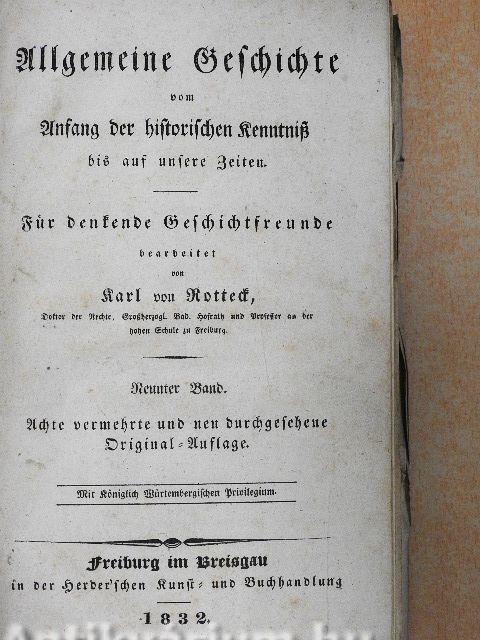 Allgemeine Geschichte
vom
Anfang der historischen Kenntniß
bis auf unsere Zeiten.
Für denkende Geschichtfreunde
bearbeitet
von
Karl von Rotteck,
Doktor der Rechte, Großherzogl. Bad. Hofrath und Professor an der
hohen Schule zu Freiburg.
Neunter Band.
Achte vermehrte und neu durchgesehene
Original-Auflage.
Mit Königlich Würtembergischen Privilegium.
Freiburg im Breisgau
in der Herder'schen Kunst- und Buchhandlung
1832.
Antikvarium.hu